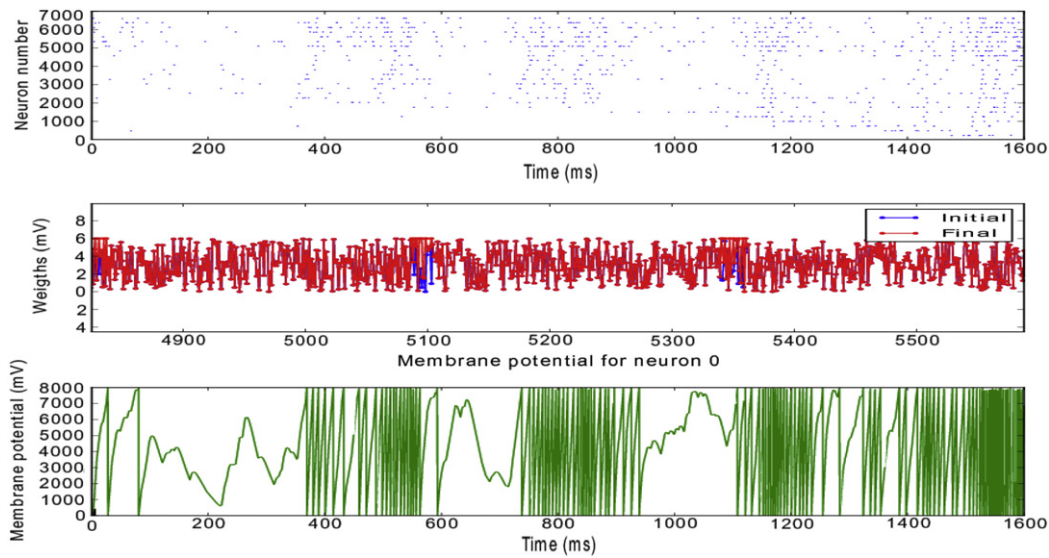 Neuron number
7000
6000
5000
4000
3000
2000
1000
0
0 200 400 600 800 1000 1200 1400 1600
Time (ms)
Weigths (mV)
8
6
4
2
0
2
4
Initial
Final
4900 5000 5100 5200 5300 5400 5500
Membrane potential for neuron 0
Membrane potential (mV)
8000
7000
6000
5000
4000
3000
2000
1000
0
0 200 400 600 800 1000 1200 1400 1600
Time (ms)